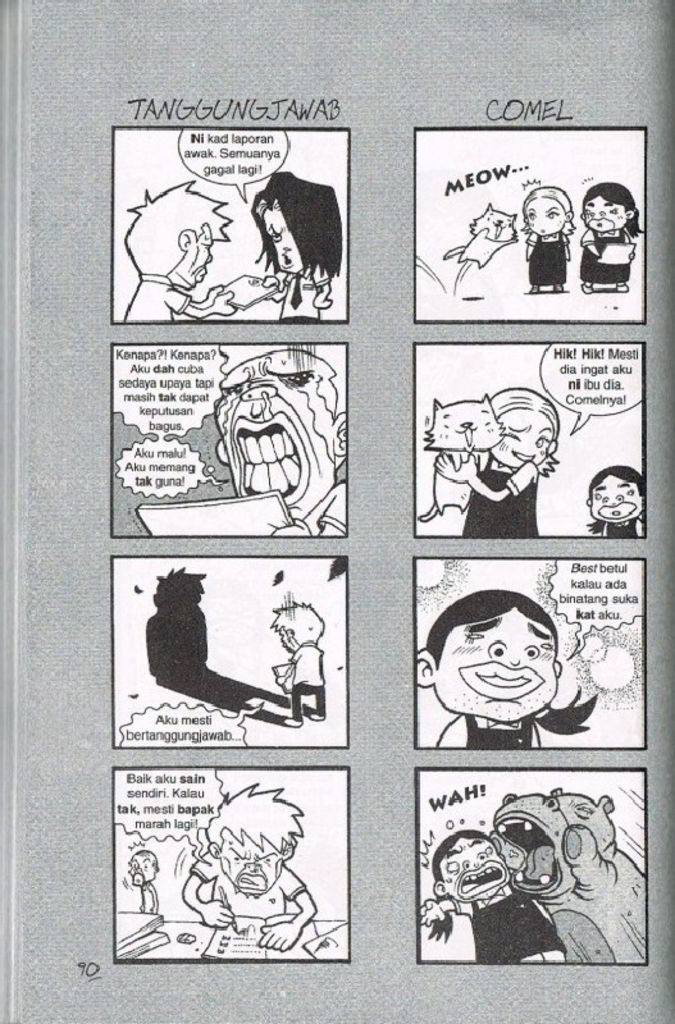 TANGGUNGJAWAB
Ni kad laporan
awak. Semuanya
gagal lagi!
Kenapa?! Kenapa?
Aku dah cuba
sedaya upaya tapi
masih tak dapat
keputusan
bagus.
Aku malu!
Aku memang
tak guna!
Aku mesti
bertanggungjawab...
Baik aku sain
sendiri. Kalau
tak, mesti bapak
marah lagi!
COMEL
MEOW...
Hik! Hik! Mesti
dia ingat aku
ni ibu dia.
Comelnya!
Best betul
kalau ada
binatang suka
kat aku.
WAH!
90